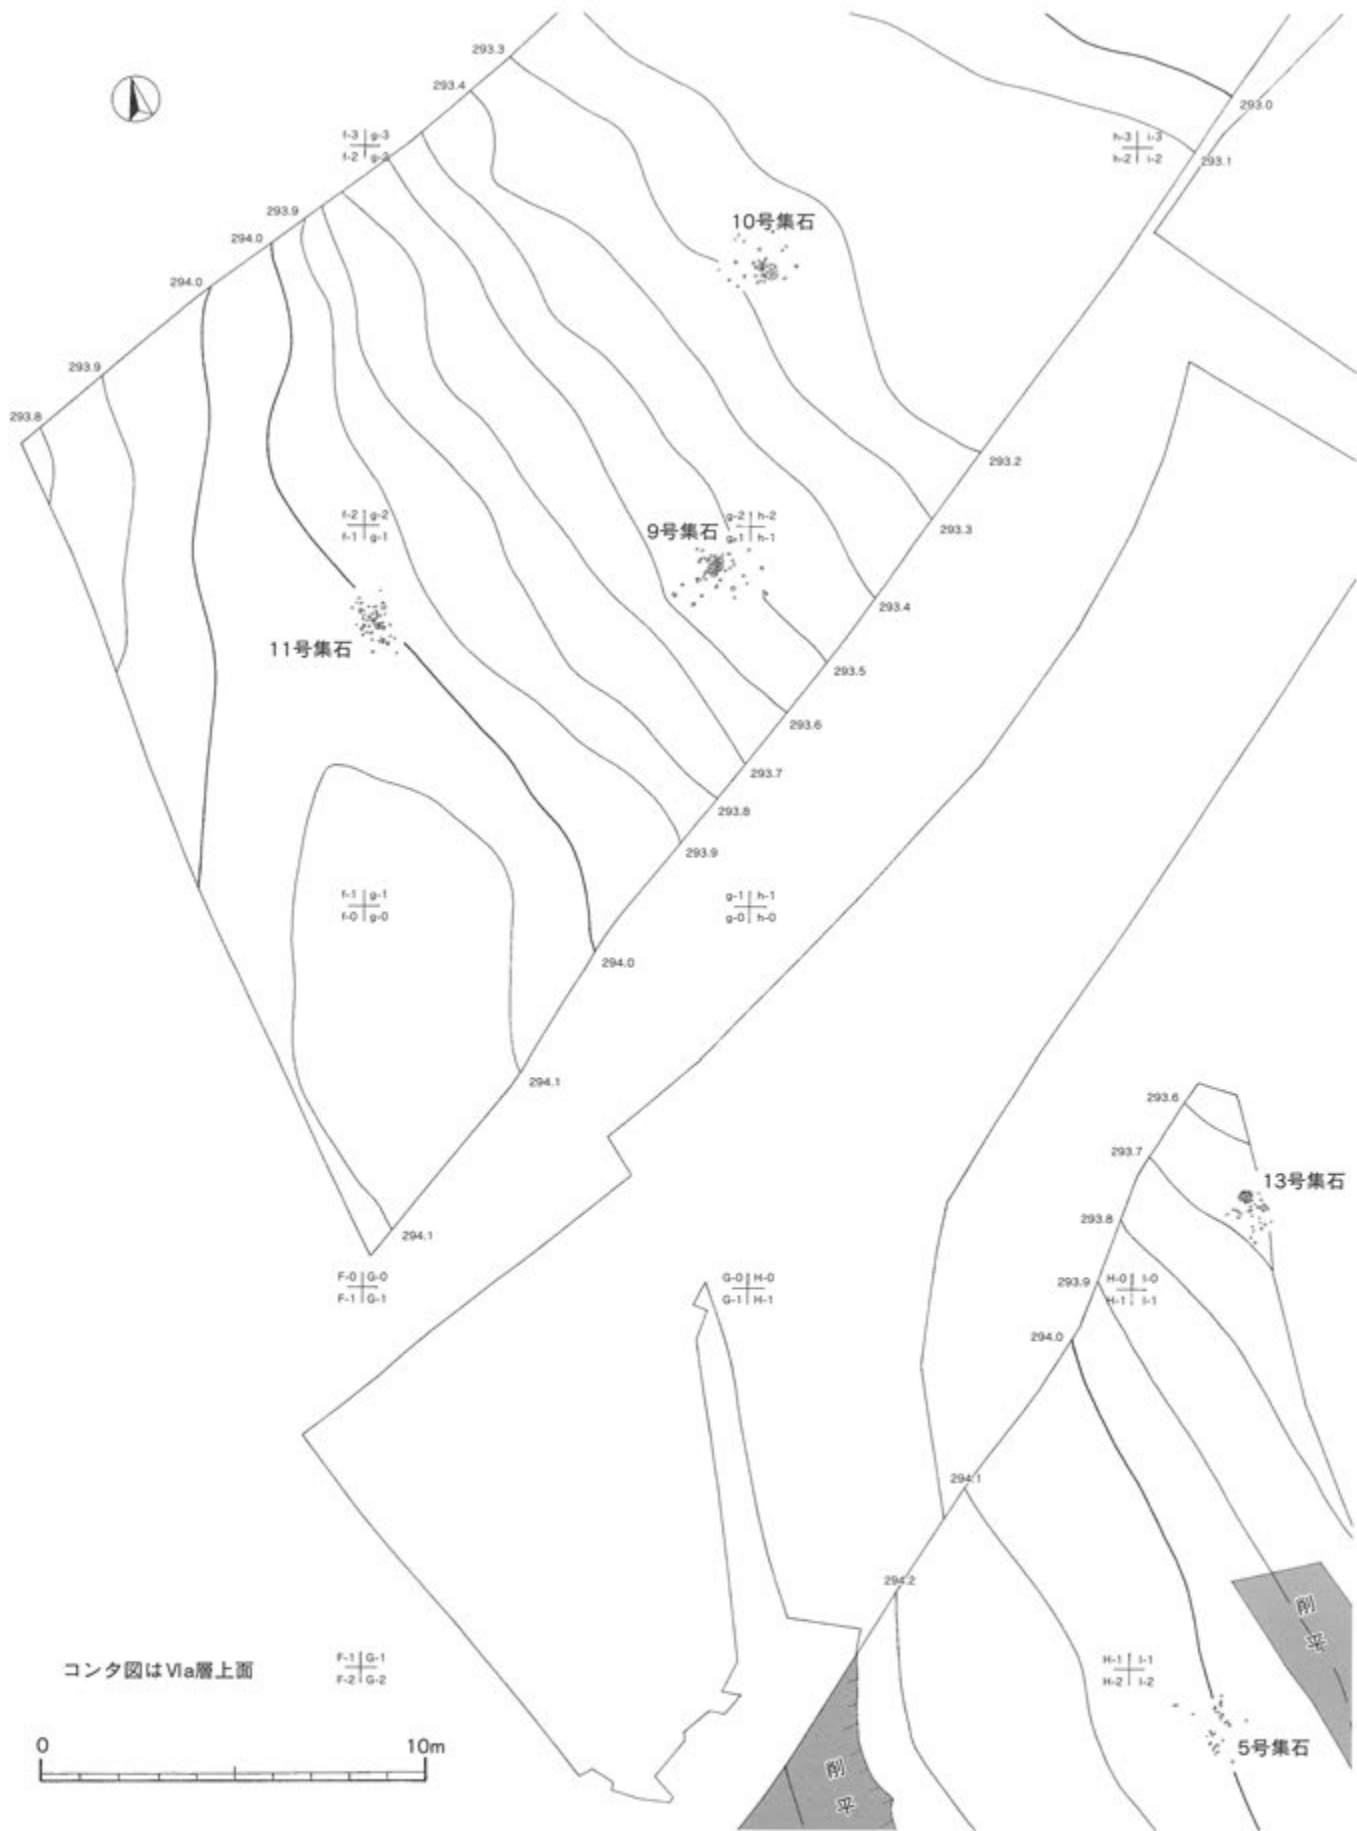 293.3
293.4
293.0
f-3 g-3
f-2 g-2
h-3 i-3
h-2 i-2
293.1
293.9
10号集石
294.0
294.0
293.9
293.8
293.2
f-2 g-2
f-1 g-1
9号集石
g-2 h-2
g-1 h-1
293.3
293.4
11号集石
293.5
293.6
293.7
293.8
293.9
f-1 g-1
f-0 g-0
g-1 h-1
g-0 h-0
294.0
294.1
293.6
293.7
13号集石
293.8
294.1
F-0 G-0
F-1 G-1
G-0 H-0
G-1 H-1
293.9
H-0 I-0
H-1 I-1
294.0
294.1
294.2
削平
コンタ図はⅥa層上面
F-1 G-1
F-2 G-2
H-1 I-1
H-2 I-2
0 10m
5号集石
削平